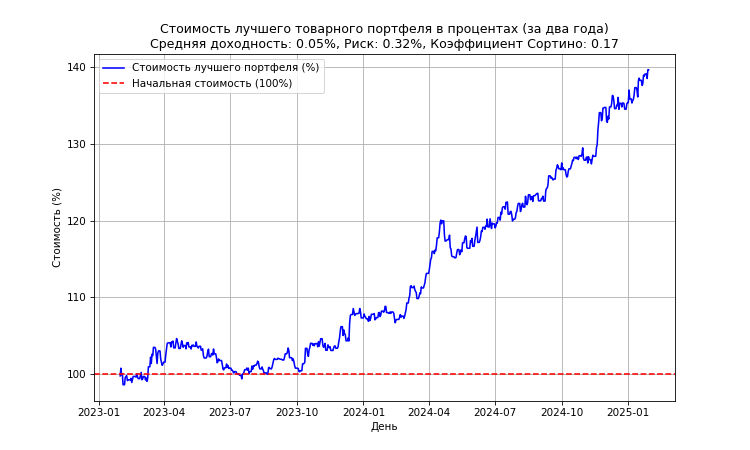 Стоимость лучшего товарного портфеля в процентах (за два года)
Средняя доходность: 0.05%, Риск: 0.32%, Коэффициент Сортино: 0.17
Стоимость лучшего портфеля (%)
Начальная стоимость (100%)
Стоимость (%)
140
130
120
110
100
2023-01 2023-04 2023-07 2023-10 2024-01 2024-04 2024-07 2024-10 2025-01
День